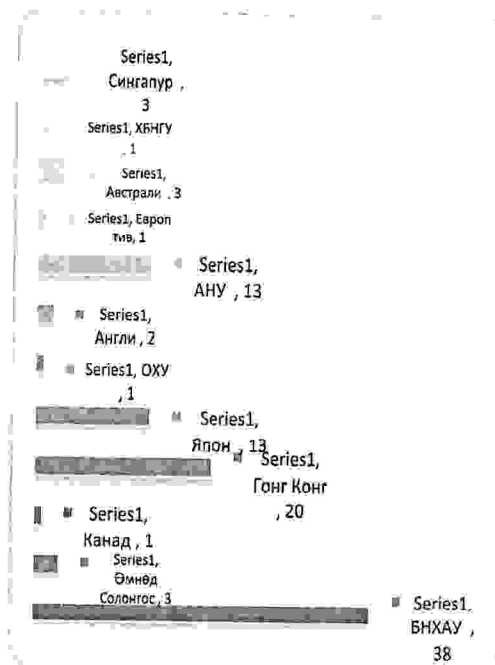 Series1,
Сингапур ,
3
Series1, ХБНГУ
, 1
Series1,
Австрали , 3
Series1, Европ
тив, 1
Series1,
АНУ , 13
Series1,
Англи , 2
Series1, ОХУ
, 1
Series1,
Япон , 13
Series1,
Гонг Конг
, 20
Series1,
Канад , 1
Series1,
Өмнөд
Солонгос , 3
Series1,
БНХАУ ,
38